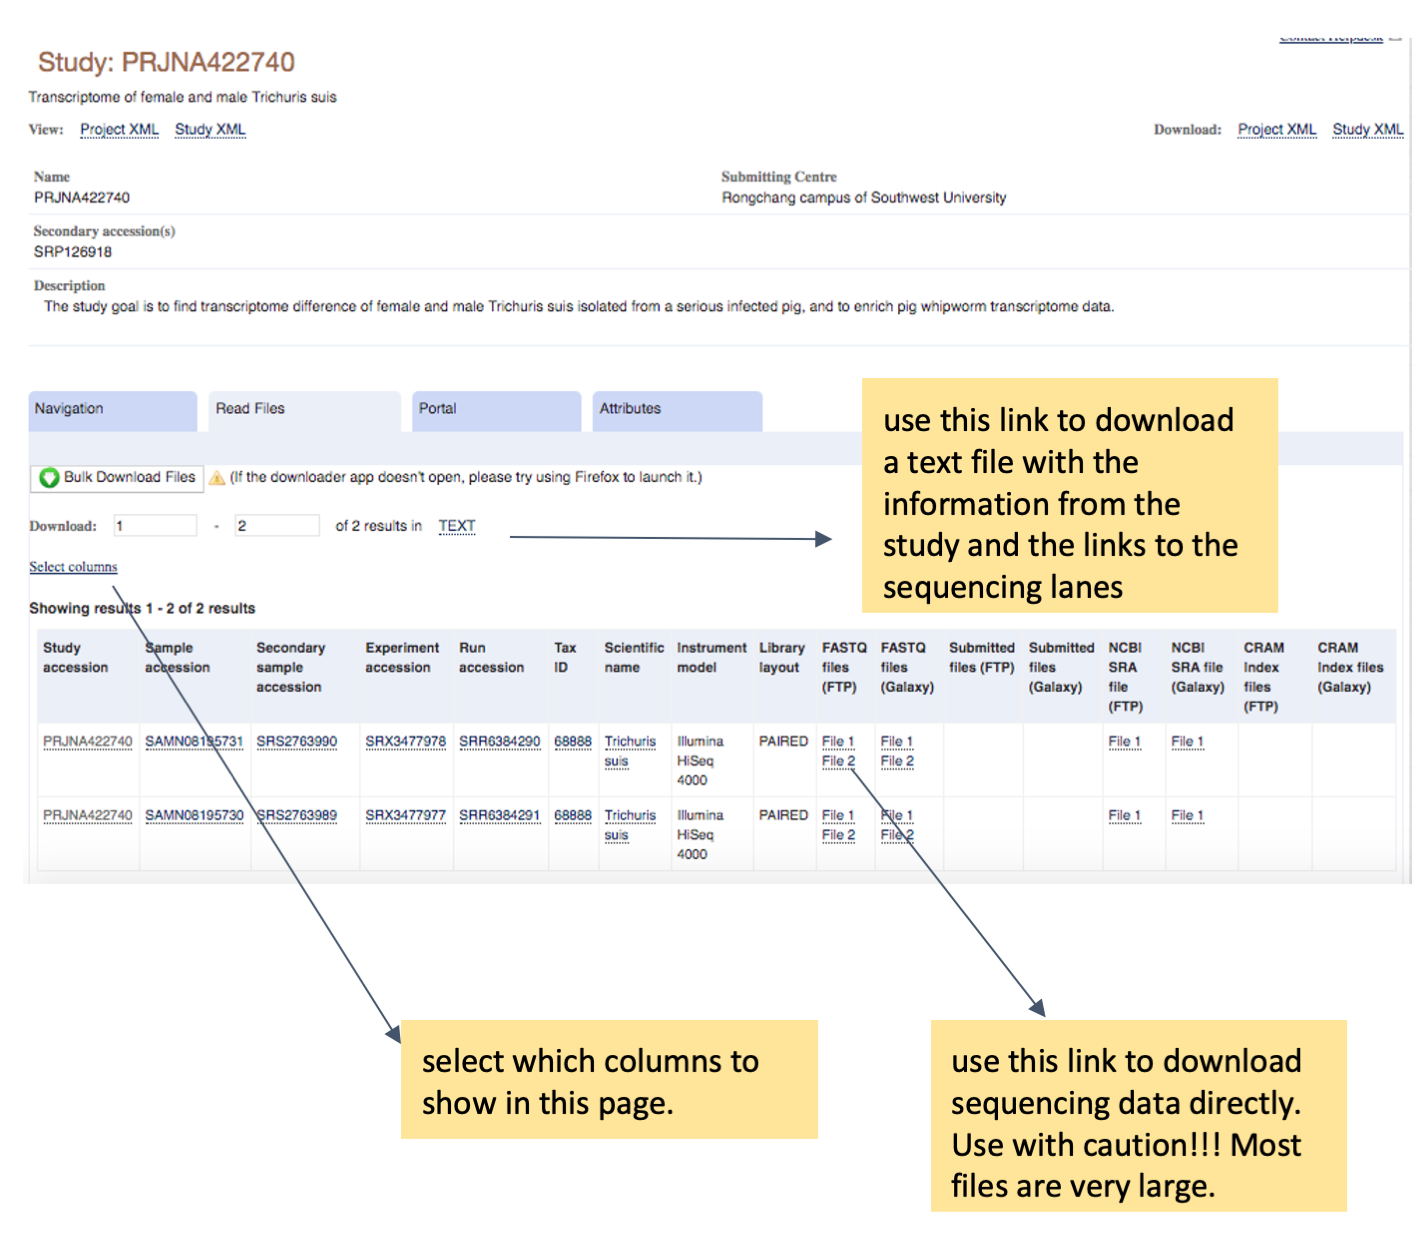 Contact Helpdesk
Study: PRJNA422740
Transcriptome of female and male Trichuris suis
View: Project XML Study XML
Download: Project XML Study XML
Name
PRJNA422740
Submitting Centre
Rongchang campus of Southwest University
Secondary accession(s)
SRP126918
Description
The study goal is to find transcriptome difference of female and male Trichuris suis isolated from a serious infected pig, and to enrich pig whipworm transcriptome data.
Navigation Read Files Portal Attributes
Bulk Download Files (If the downloader app doesn't open, please try using Firefox to launch it.)
Download: 1 - 2 of 2 results in TEXT
Select columns
use this link to download
a text file with the
information from the
study and the links to the
sequencing lanes
Showing results 1 - 2 of 2 results
Study accession Sample accession Secondary sample accession Experiment accession Run accession Tax ID Scientific name Instrument model Library layout FASTQ files (FTP) FASTQ files (Galaxy) Submitted files (FTP) Submitted files (Galaxy) NCBI SRA file (FTP) NCBI SRA file (Galaxy) CRAM Index files (FTP) CRAM Index files (Galaxy)
PRJNA422740 SAMN08195731 SRS2763990 SRX3477978 SRR6384290 68888 Trichuris suis Illumina HiSeq 4000 PAIRED File 1 File 2 File 1 File 2 File 1 File 1
PRJNA422740 SAMN08195730 SRS2763989 SRX3477977 SRR6384291 68888 Trichuris suis Illumina HiSeq 4000 PAIRED File 1 File 2 File 1 File 2 File 1 File 1
select which columns to
show in this page.
use this link to download
sequencing data directly.
Use with caution!!! Most
files are very large.